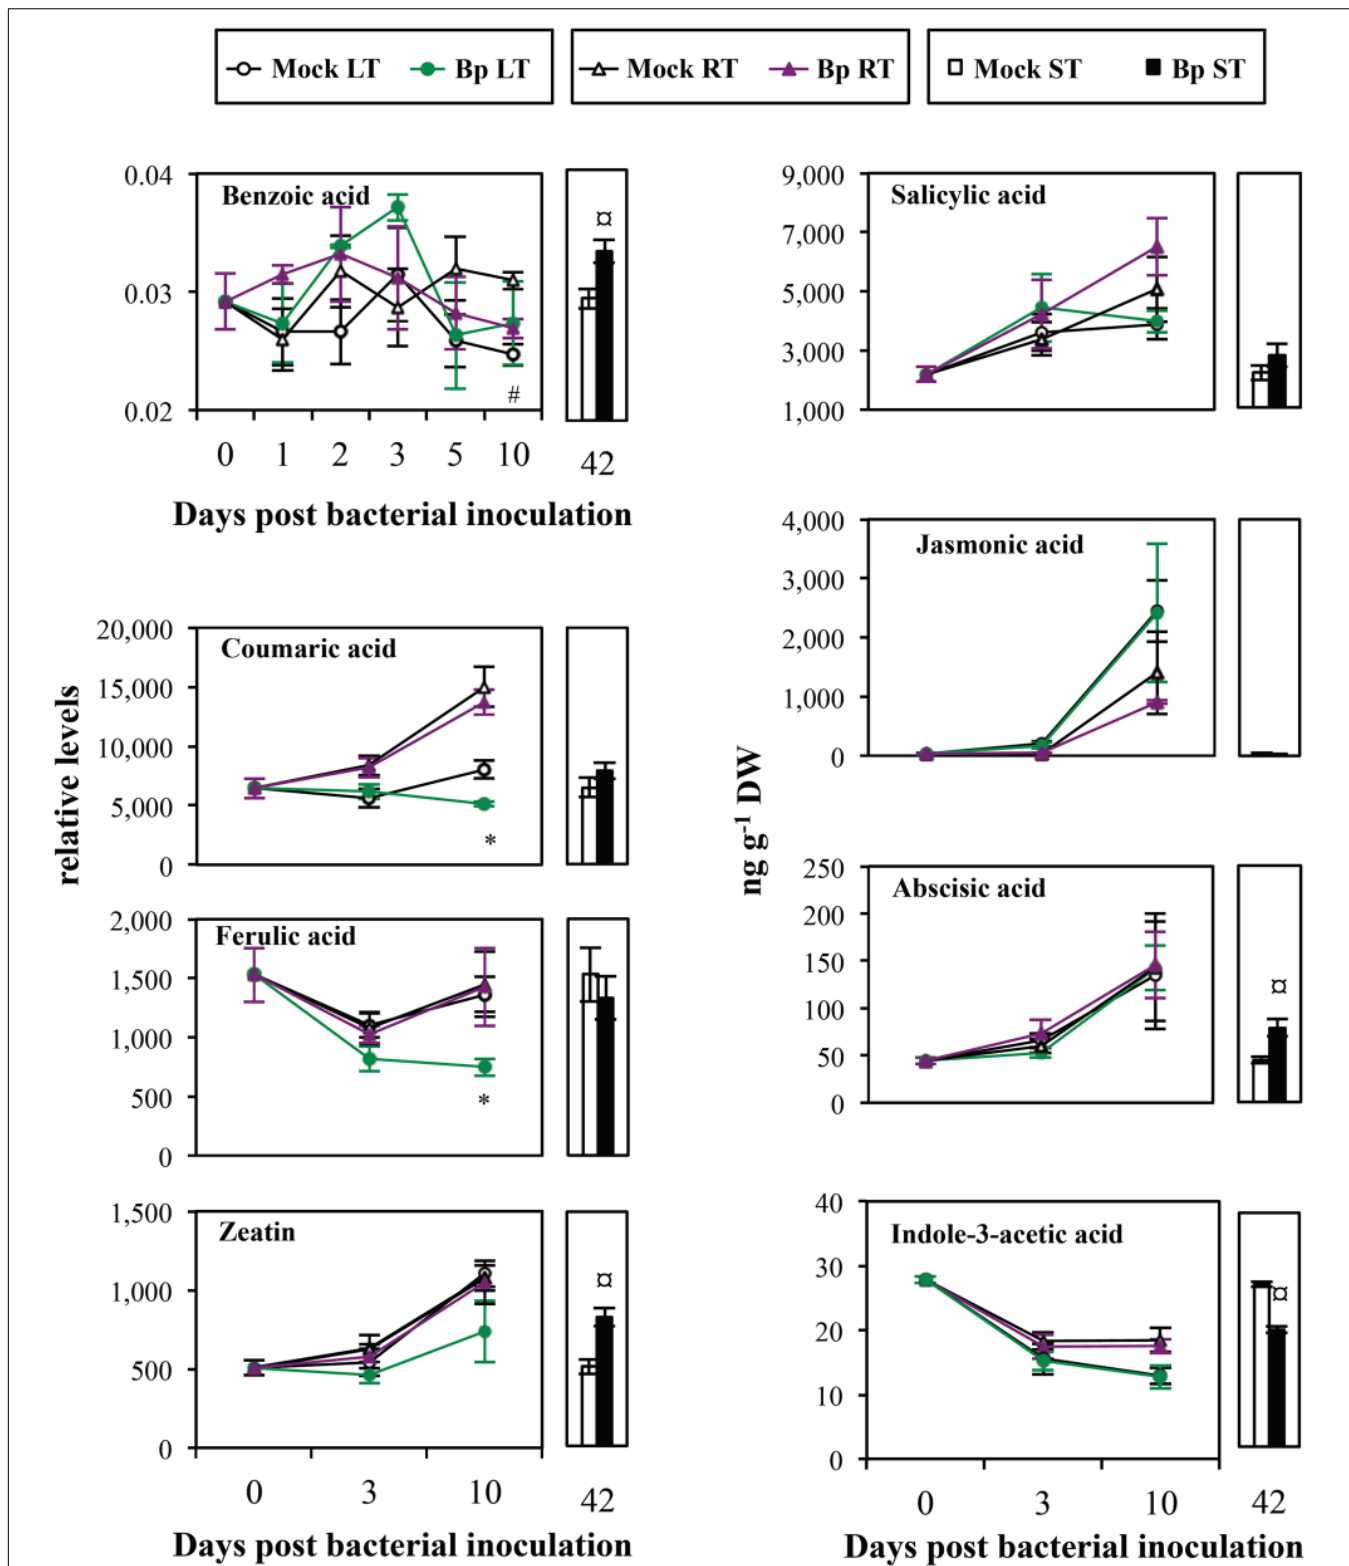 Mock LT Bp LT Mock RT Bp RT Mock ST Bp ST
Benzoic acid
0.04
0.03
0.02
¤
#
0 1 2 3 5 10 42
Days post bacterial inoculation
relative levels
Coumaric acid
20,000
15,000
10,000
5,000
0
*
Ferulic acid
2,000
1,500
1,000
500
0
*
Zeatin
1,500
1,000
500
0
¤
0 3 10 42
Days post bacterial inoculation
Salicylic acid
9,000
7,000
5,000
3,000
1,000
ng g-1 DW
Jasmonic acid
4,000
3,000
2,000
1,000
0
Abscisic acid
250
200
150
100
50
0
¤
Indole-3-acetic acid
40
30
20
10
0
¤
0 3 10 42
Days post bacterial inoculation